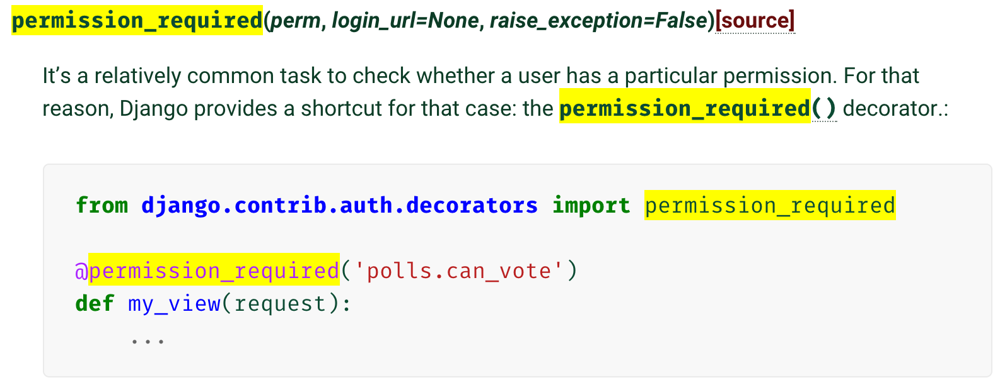 permission_required(perm, login_url=None, raise_exception=False)[source]
It’s a relatively common task to check whether a user has a particular permission. For that
reason, Django provides a shortcut for that case: the permission_required() decorator.:
from django.contrib.auth.decorators import permission_required
@permission_required('polls.can_vote')
def my_view(request):
    ...